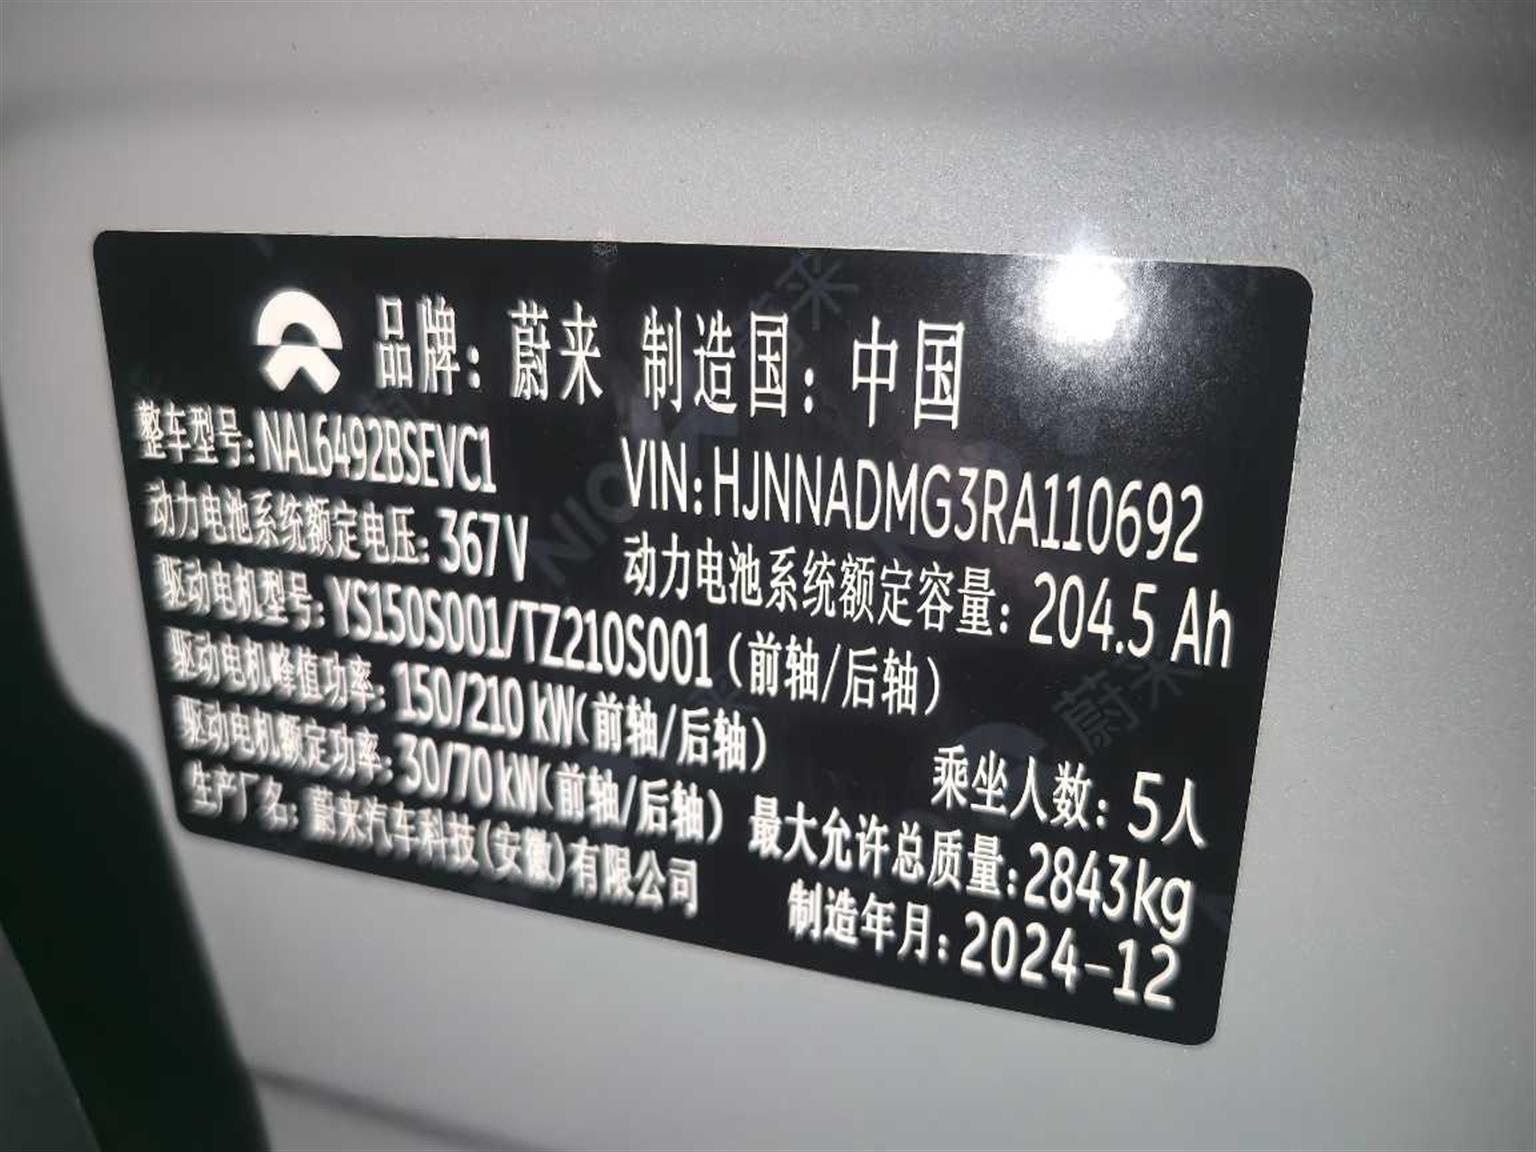 品牌：蔚来 制造国：中国
整车型号：NAL6492BSEVC1 VIN：HJNNADMG3RA110692
动力电池系统额定电压：367V 动力电池系统额定容量：204.5 Ah
驱动电机型号：YS150S001/TZ210S001（前轴/后轴）
驱动电机峰值功率：150/210 kW（前轴/后轴） 乘坐人数：5人
驱动电机额定功率：30/70 kW（前轴/后轴） 最大允许总质量：2843kg
生产厂名：蔚来汽车科技（安徽）有限公司 制造年月：2024-12